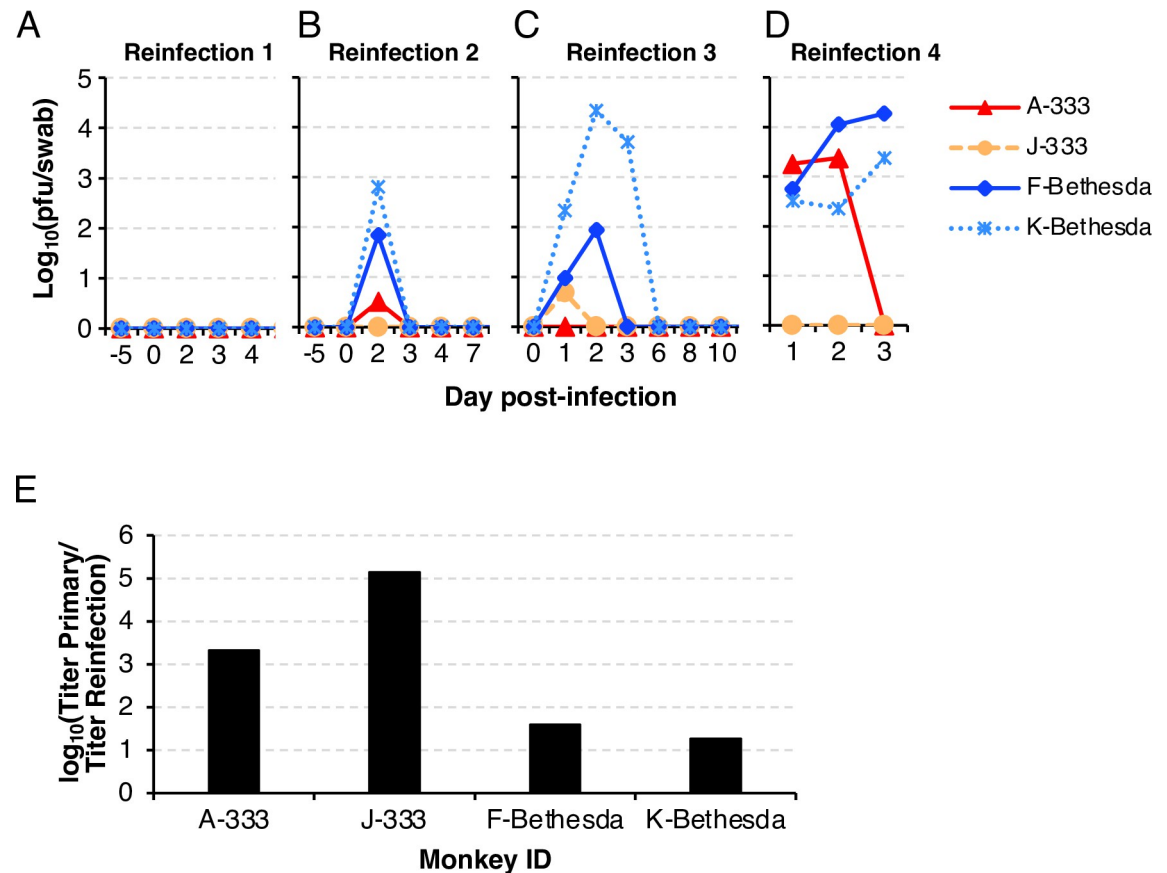 A
Reinfection 1
B
Reinfection 2
C
Reinfection 3
D
Reinfection 4
Log10(pfu/swab)
5
4
3
2
1
0
-5 0 2 3 4
-5 0 2 3 4 7
0 1 2 3 6 8 10
1 2 3
Day post-infection
A-333
J-333
F-Bethesda
K-Bethesda
E
log10(Titer Primary/
Titer Reinfection)
6
5
4
3
2
1
0
A-333 J-333 F-Bethesda K-Bethesda
Monkey ID